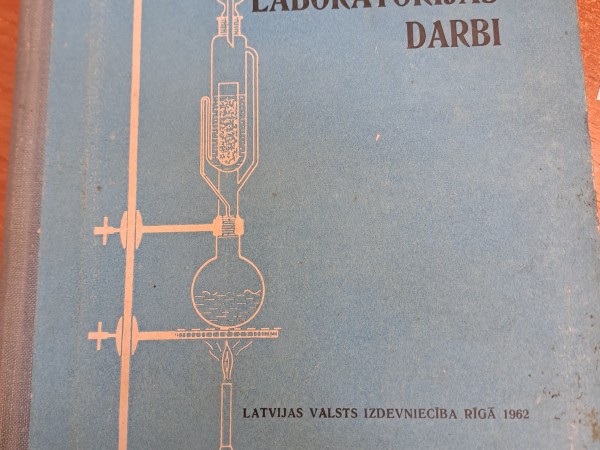 LABORATORIJAS
DARBI
LATVIJAS VALSTS IZDEVNIECĪBA RĪGĀ 1962